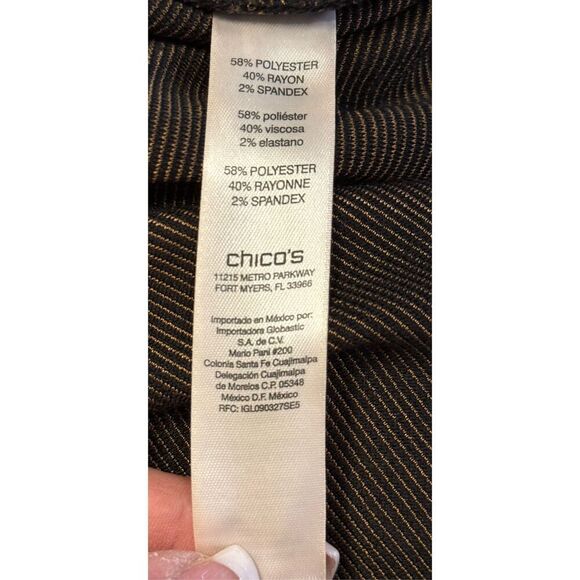 58% POLYESTER
40% RAYON
2% SPANDEX
58% poliéster
40% viscosa
2% elastano
58% POLYESTER
40% RAYONNE
2% SPANDEX
chico's
11215 METRO PARKWAY
FORT MYERS, FL 33966
Importado en México por:
Importadora Globastic
S.A. de C.V.
Mario Pani #200
Colonia Santa Fe Cuajimalpa
Delegación Cuajimalpa
de Morelos C.P. 05348
México D.F. México
RFC: IGL090327SE5